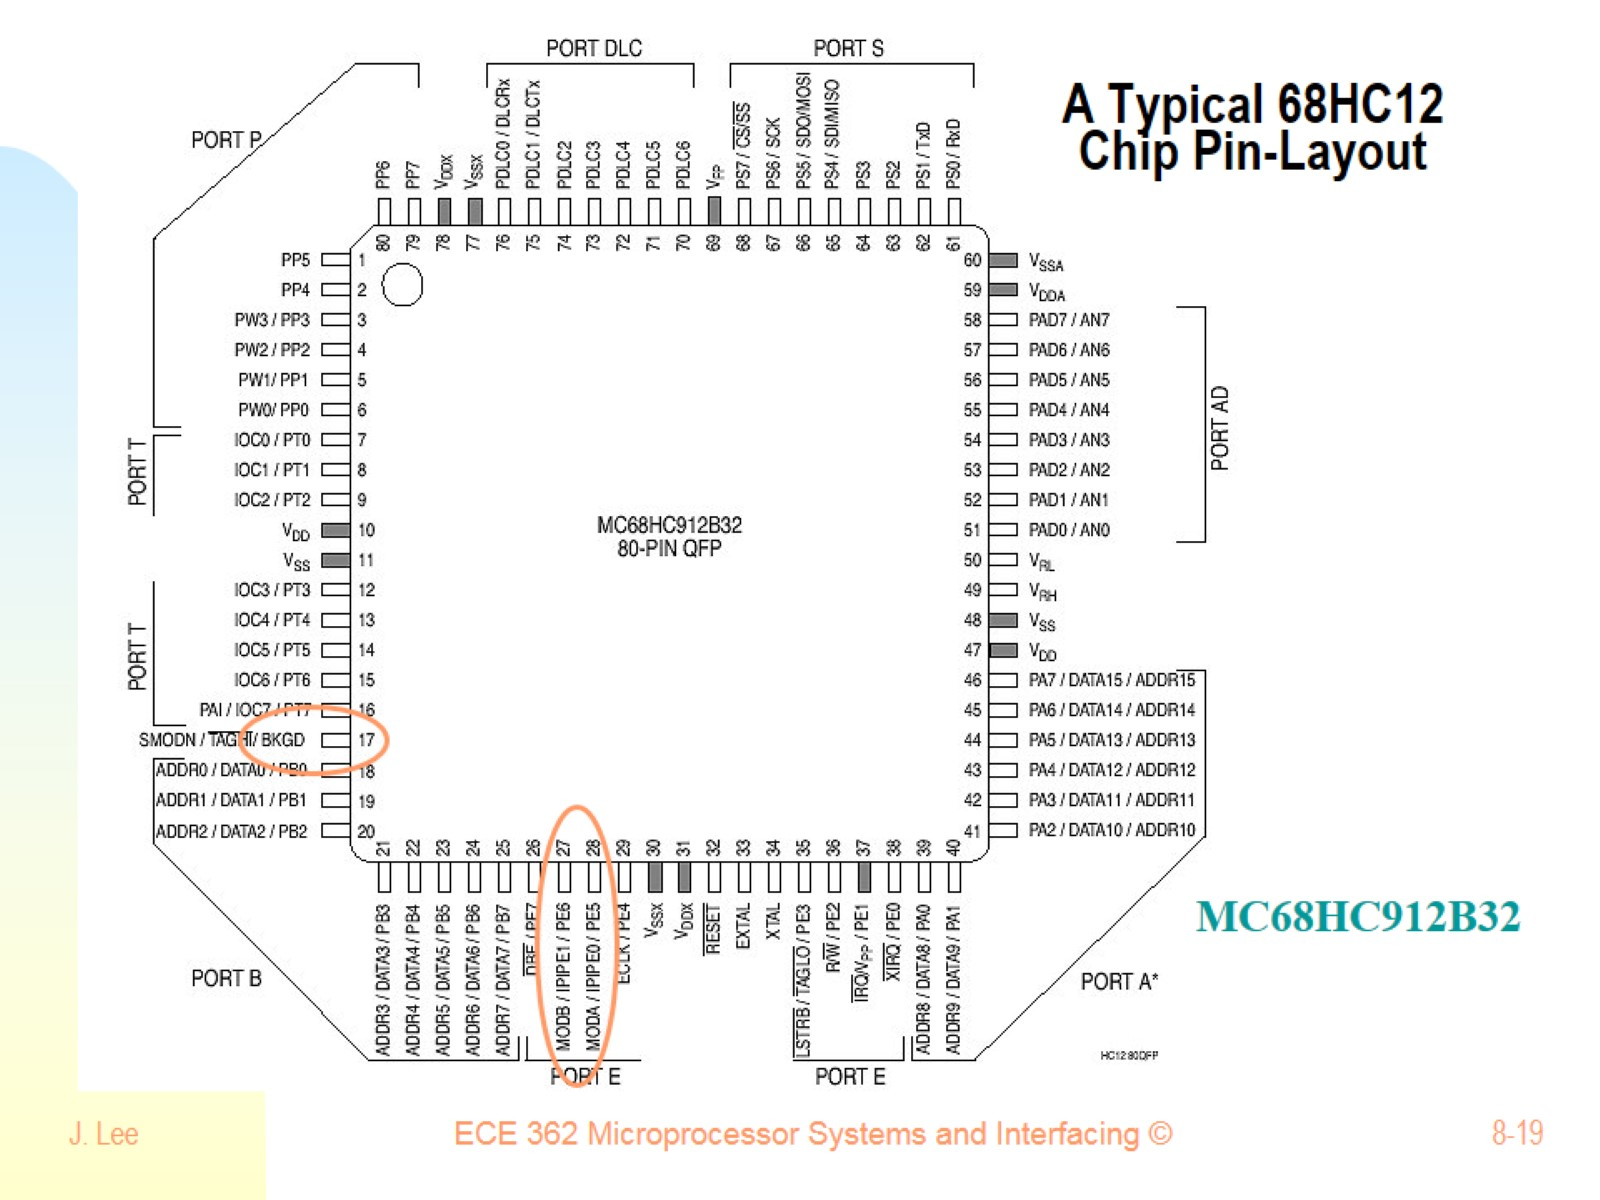 A Typical 68HC12
Chip Pin-Layout
PORT DLC
PORT S
PORT P
PP6
PP7
VDDX
VSSX
PDLC0 / DLCRx
PDLC1 / DLCTx
PDLC2
PDLC3
PDLC4
PDLC5
PDLC6
VPP
PS7 / CS/SS
PS6 / SCK
PS5 / SDO/MOSI
PS4 / SDI/MISO
PS3
PS2
PS1 / TxD
PS0 / RxD
80
79
78
77
76
75
74
73
72
71
70
69
68
67
66
65
64
63
62
61
PP5 1
PP4 2
PW3 / PP3 3
PW2 / PP2 4
PW1/ PP1 5
PW0/ PP0 6
PORT T
IOC0 / PT0 7
IOC1 / PT1 8
IOC2 / PT2 9
VDD 10
VSS 11
PORT T
IOC3 / PT3 12
IOC4 / PT4 13
IOC5 / PT5 14
IOC6 / PT6 15
PAI / IOC7 / PT7 16
SMODN / TAGHI/ BKGD 17
ADDR0 / DATA0 / PB0 18
ADDR1 / DATA1 / PB1 19
ADDR2 / DATA2 / PB2 20
MC68HC912B32
80-PIN QFP
60 VSSA
59 VDDA
58 PAD7 / AN7
57 PAD6 / AN6
56 PAD5 / AN5
55 PAD4 / AN4
54 PAD3 / AN3
53 PAD2 / AN2
52 PAD1 / AN1
51 PAD0 / AN0
PORT AD
50 VRL
49 VRH
48 VSS
47 VDD
46 PA7 / DATA15 / ADDR15
45 PA6 / DATA14 / ADDR14
44 PA5 / DATA13 / ADDR13
43 PA4 / DATA12 / ADDR12
42 PA3 / DATA11 / ADDR11
41 PA2 / DATA10 / ADDR10
21
22
23
24
25
26
27
28
29
30
31
32
33
34
35
36
37
38
39
40
ADDR3 / DATA3 / PB3
ADDR4 / DATA4 / PB4
ADDR5 / DATA5 / PB5
ADDR6 / DATA6 / PB6
ADDR7 / DATA7 / PB7
DBE / PE7
MODB / IPIPE1 / PE6
MODA / IPIPE0 / PE5
ECLK / PE4
VSSX
VDDX
RESET
EXTAL
XTAL
LSTRB / TAGLO / PE3
R/W / PE2
IRQ/VPP / PE1
XIRQ / PE0
ADDR8 / DATA8 / PA0
ADDR9 / DATA9 / PA1
MC68HC912B32
PORT B
PORT A*
HC12 80QFP
PORT E
PORT E
J. Lee
ECE 362 Microprocessor Systems and Interfacing ©
8-19